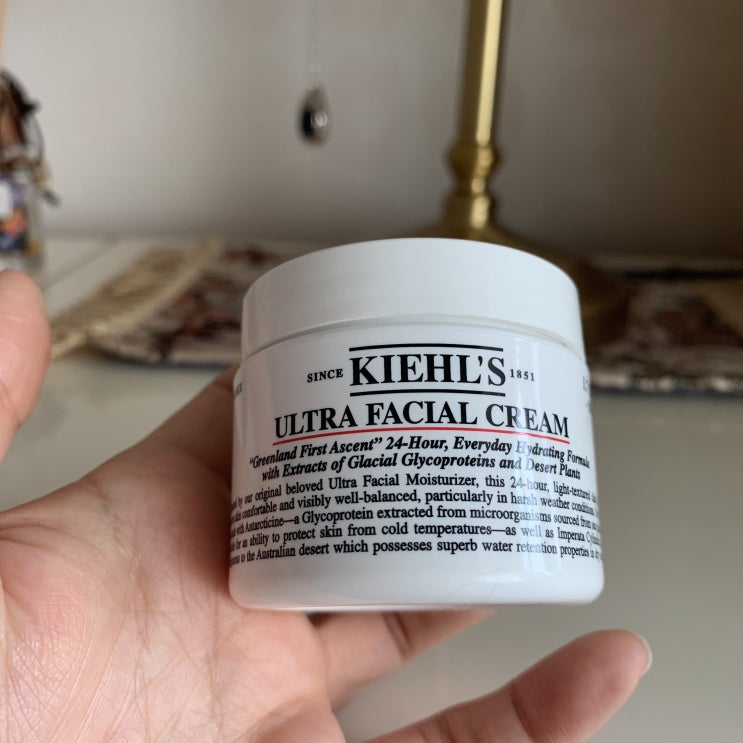 SINCE KIEHL'S 1851
ULTRA FACIAL CREAM
"Greenland First Ascent" 24-Hour, Everyday Hydrating Formula
with Extracts of Glacial Glycoproteins and Desert Plants
by our original beloved Ultra Facial Moisturizer, this 24-hour, light-textured
comfortable and visibly well-balanced, particularly in harsh weather conditions.
with Antarcticine—a Glycoprotein extracted from microorganisms sourced from
for an ability to protect skin from cold temperatures—as well as Imperata
to the Australian desert which possesses superb water retention properties in